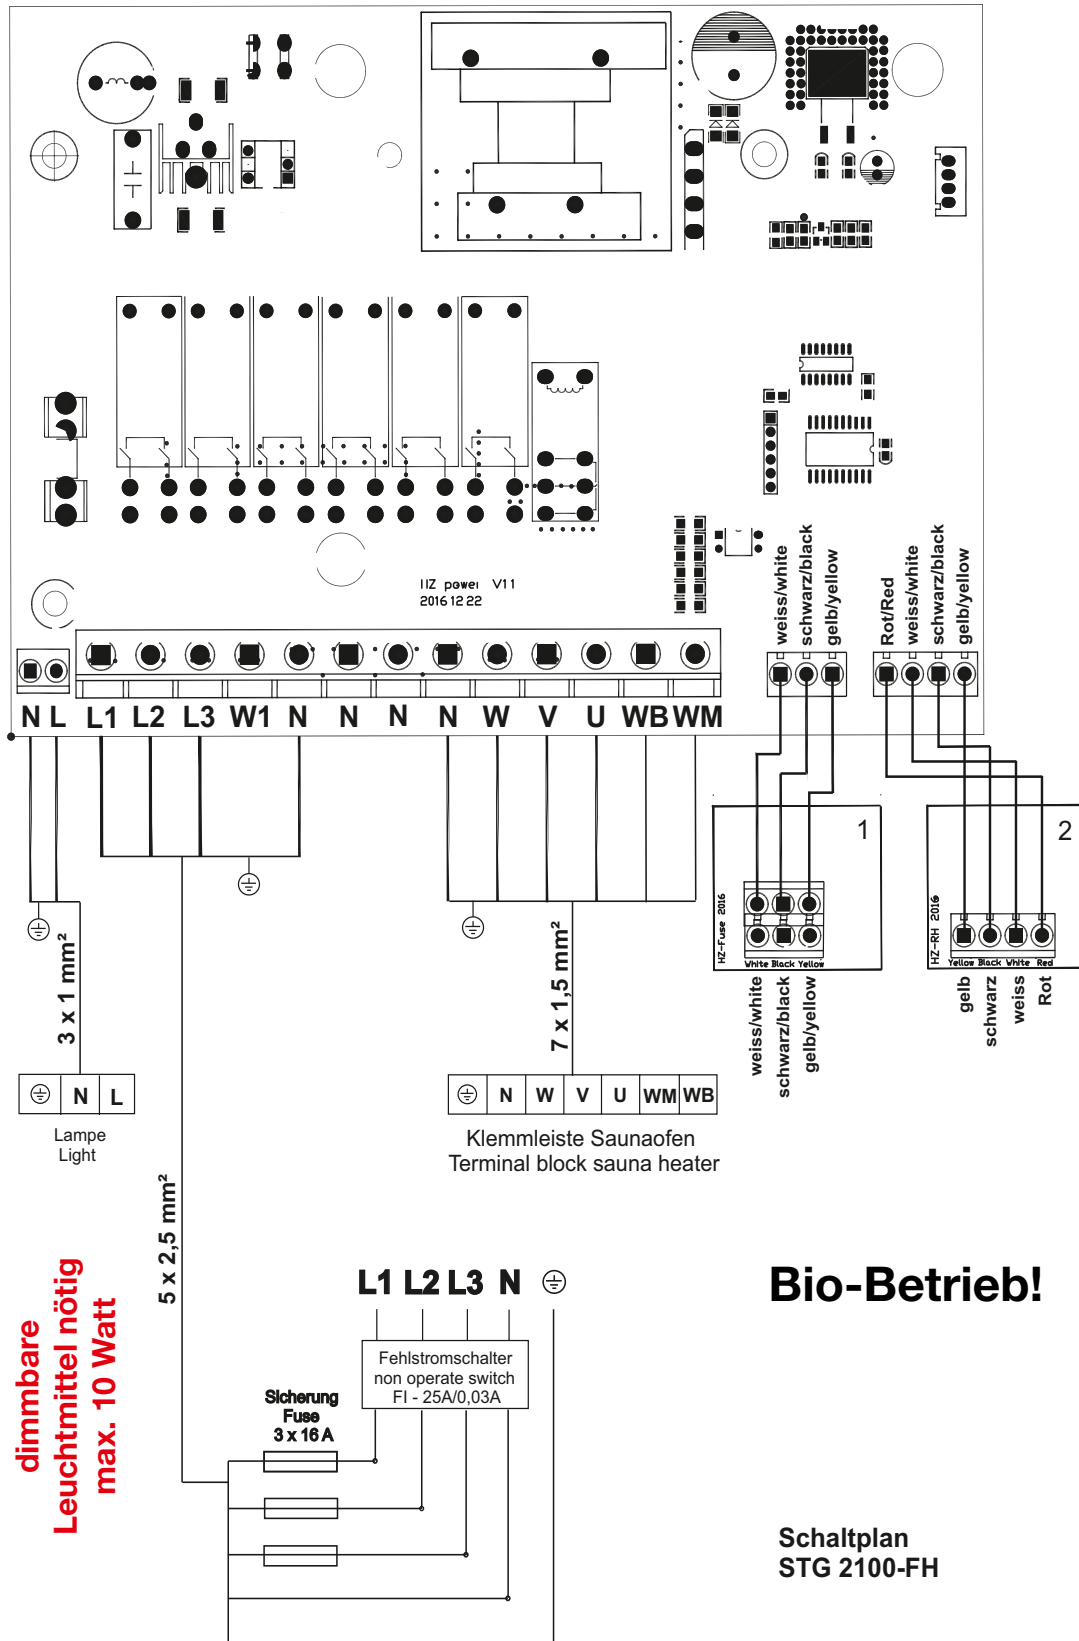 IIZ power V1 1
2016 12 22
weiss/white
schwarz/black
gelb/yellow
Rot/Red
weiss/white
schwarz/black
gelb/yellow
N L L1 L2 L3 W1 N N N N W V U WB WM
1
2
HZ-Fuse 2016
White Black Yellow
weiss/white
schwarz/black
gelb/yellow
HZ-RH 2016
Yellow Black White Red
gelb
schwarz
weiss
Rot
3 x 1 mm²
7 x 1,5 mm²
N L
Lampe
Light
N W V U WM WB
Klemmleiste Saunaofen
Terminal block sauna heater
5 x 2,5 mm²
dimmbare
Leuchtmittel nötig
max. 10 Watt
L1 L2 L3 N
Bio-Betrieb!
Fehlstromschalter
non operate switch
FI - 25A/0,03A
Sicherung
Fuse
3 x 16 A
Schaltplan
STG 2100-FH